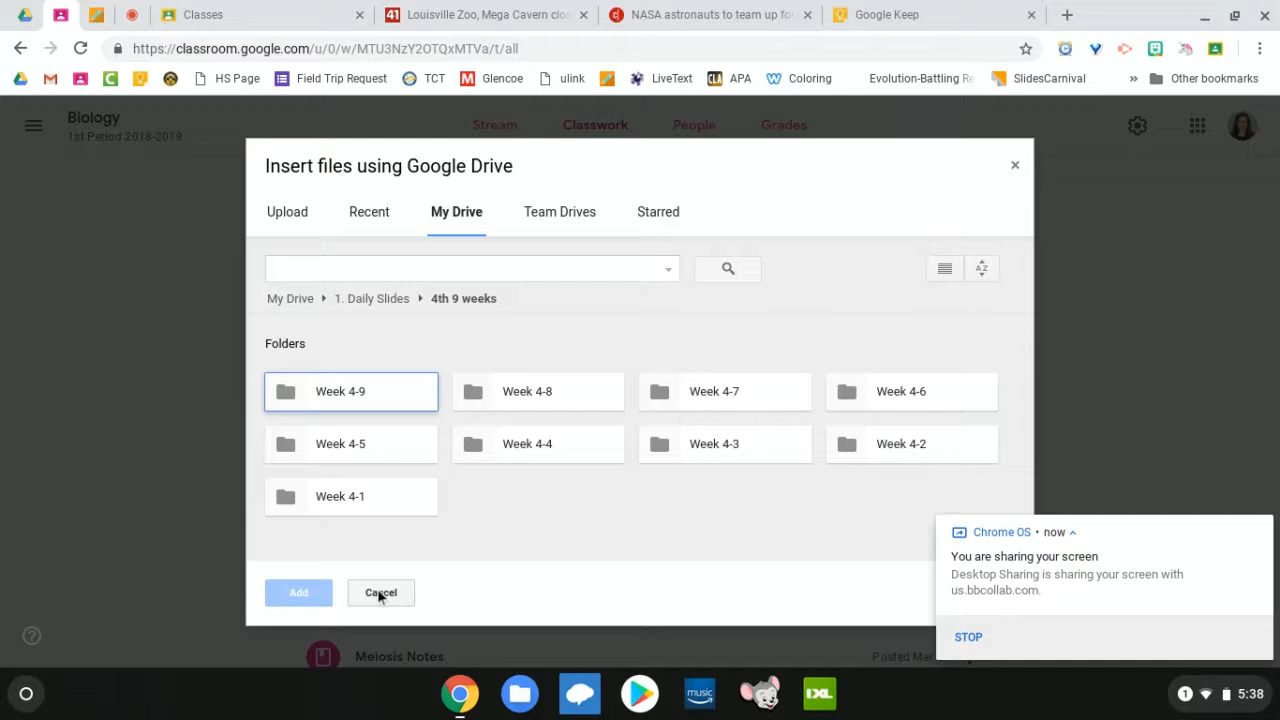 Classes
41 Louisville Zoo, Mega Cavern clos
NASA astronauts to team up fo
Google Keep
https://classroom.google.com/u/0/w/MTU3NzY2OTQxMTVa/t/all
HS Page
Field Trip Request
TCT
Glencoe
ulink
LiveText
CLA APA
Coloring
Evolution-Battling Re
SlidesCarnival
» Other bookmarks
Biology
1st Period 2018-2019
Stream Classwork People Grades
Insert files using Google Drive
Upload Recent My Drive Team Drives Starred
AZ
My Drive 1. Daily Slides 4th 9 weeks
Folders
Week 4-9 Week 4-8 Week 4-7 Week 4-6
Week 4-5 Week 4-4 Week 4-3 Week 4-2
Week 4-1
Add Cancel
Chrome OS • now
You are sharing your screen
Desktop Sharing is sharing your screen with
us.bbcollab.com.
STOP
Meiosis Notes Posted Mar
music
IXL
1 5:38